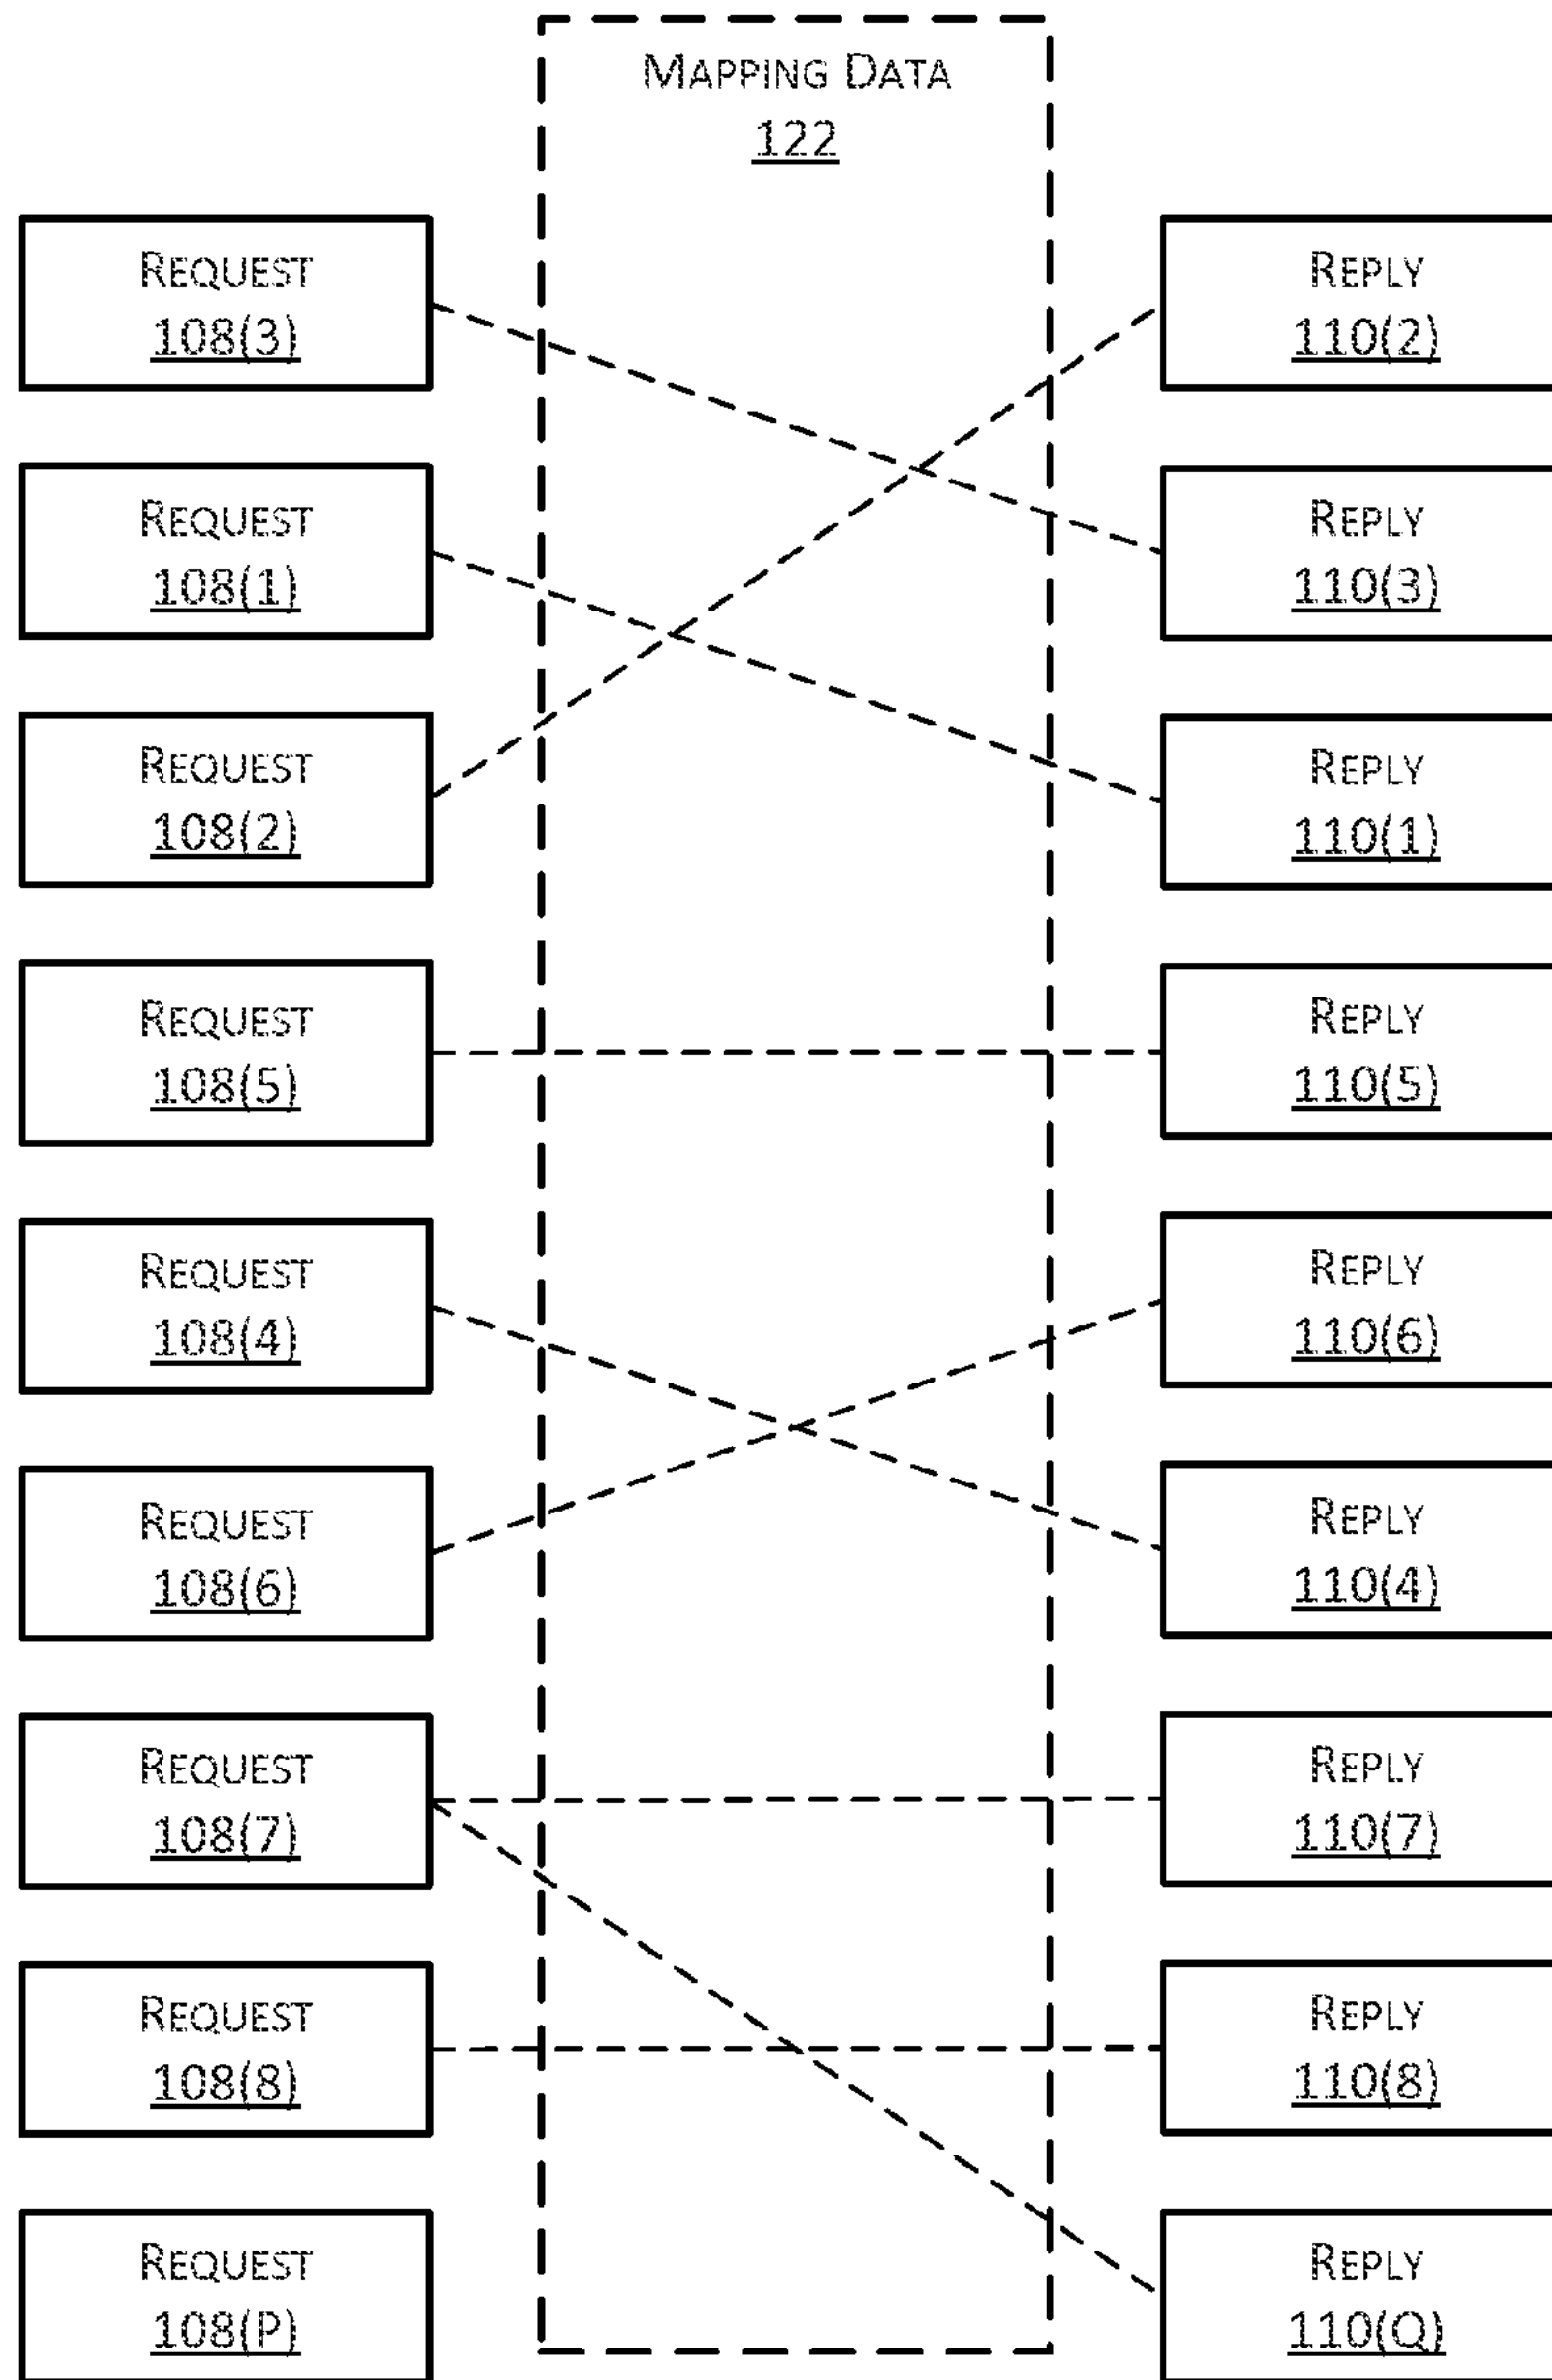 MAPPING DATA
122
REQUEST
108(3)
REPLY
110(2)
REQUEST
108(1)
REPLY
110(3)
REQUEST
108(2)
REPLY
110(1)
REQUEST
108(5)
REPLY
110(5)
REQUEST
108(4)
REPLY
110(6)
REQUEST
108(6)
REPLY
110(4)
REQUEST
108(7)
REPLY
110(7)
REQUEST
108(8)
REPLY
110(8)
REQUEST
108(P)
REPLY
110(Q)